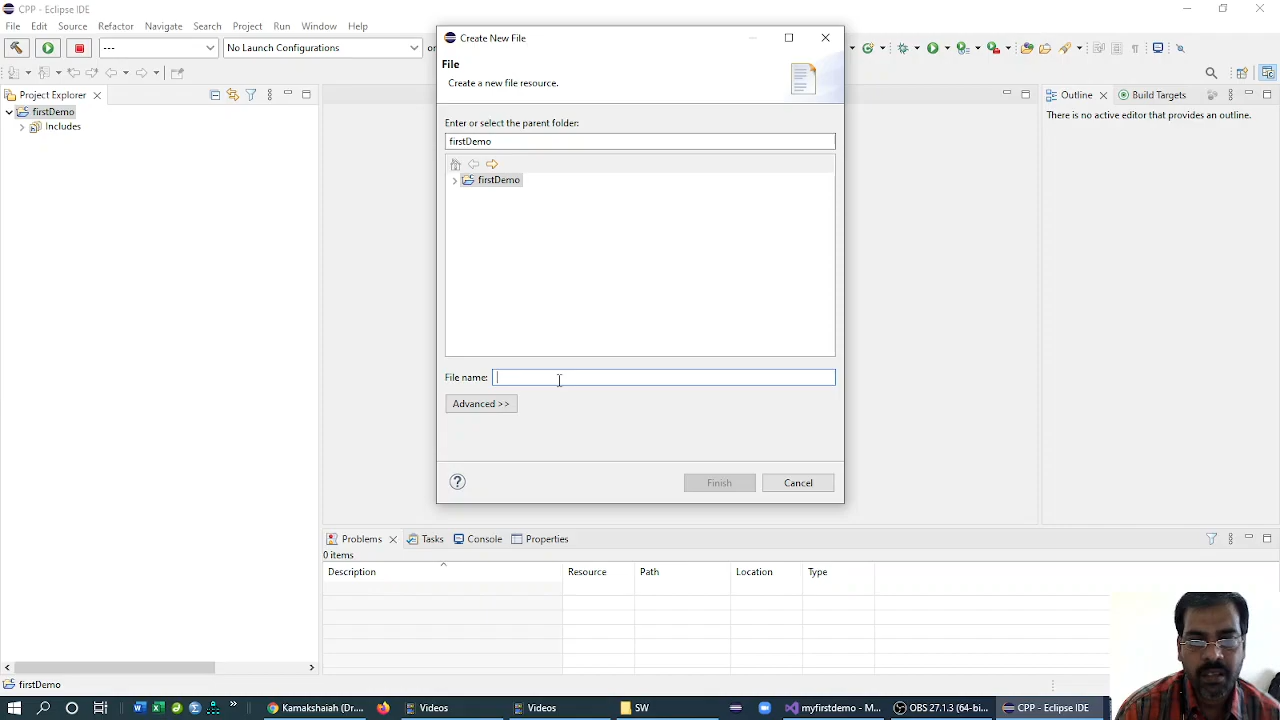 CPP - Eclipse IDE
File Edit Source Refactor Navigate Search Project Run Window Help
--- No Launch Configurations or
Create New File
File
Create a new file resource.
Enter or select the parent folder:
firstDemo
firstDemo
File name:
Advanced >>
? Finish Cancel
Project Explorer
firstDemo
Includes
Outline Build Targets
There is no active editor that provides an outline.
Problems Tasks Console Properties
0 items
Description Resource Path Location Type
firstDemo
Kamakshaiah (Dr... Videos Videos SW myfirstdemo - M... OBS 27.1.3 (64-bi... CPP - Eclipse IDE